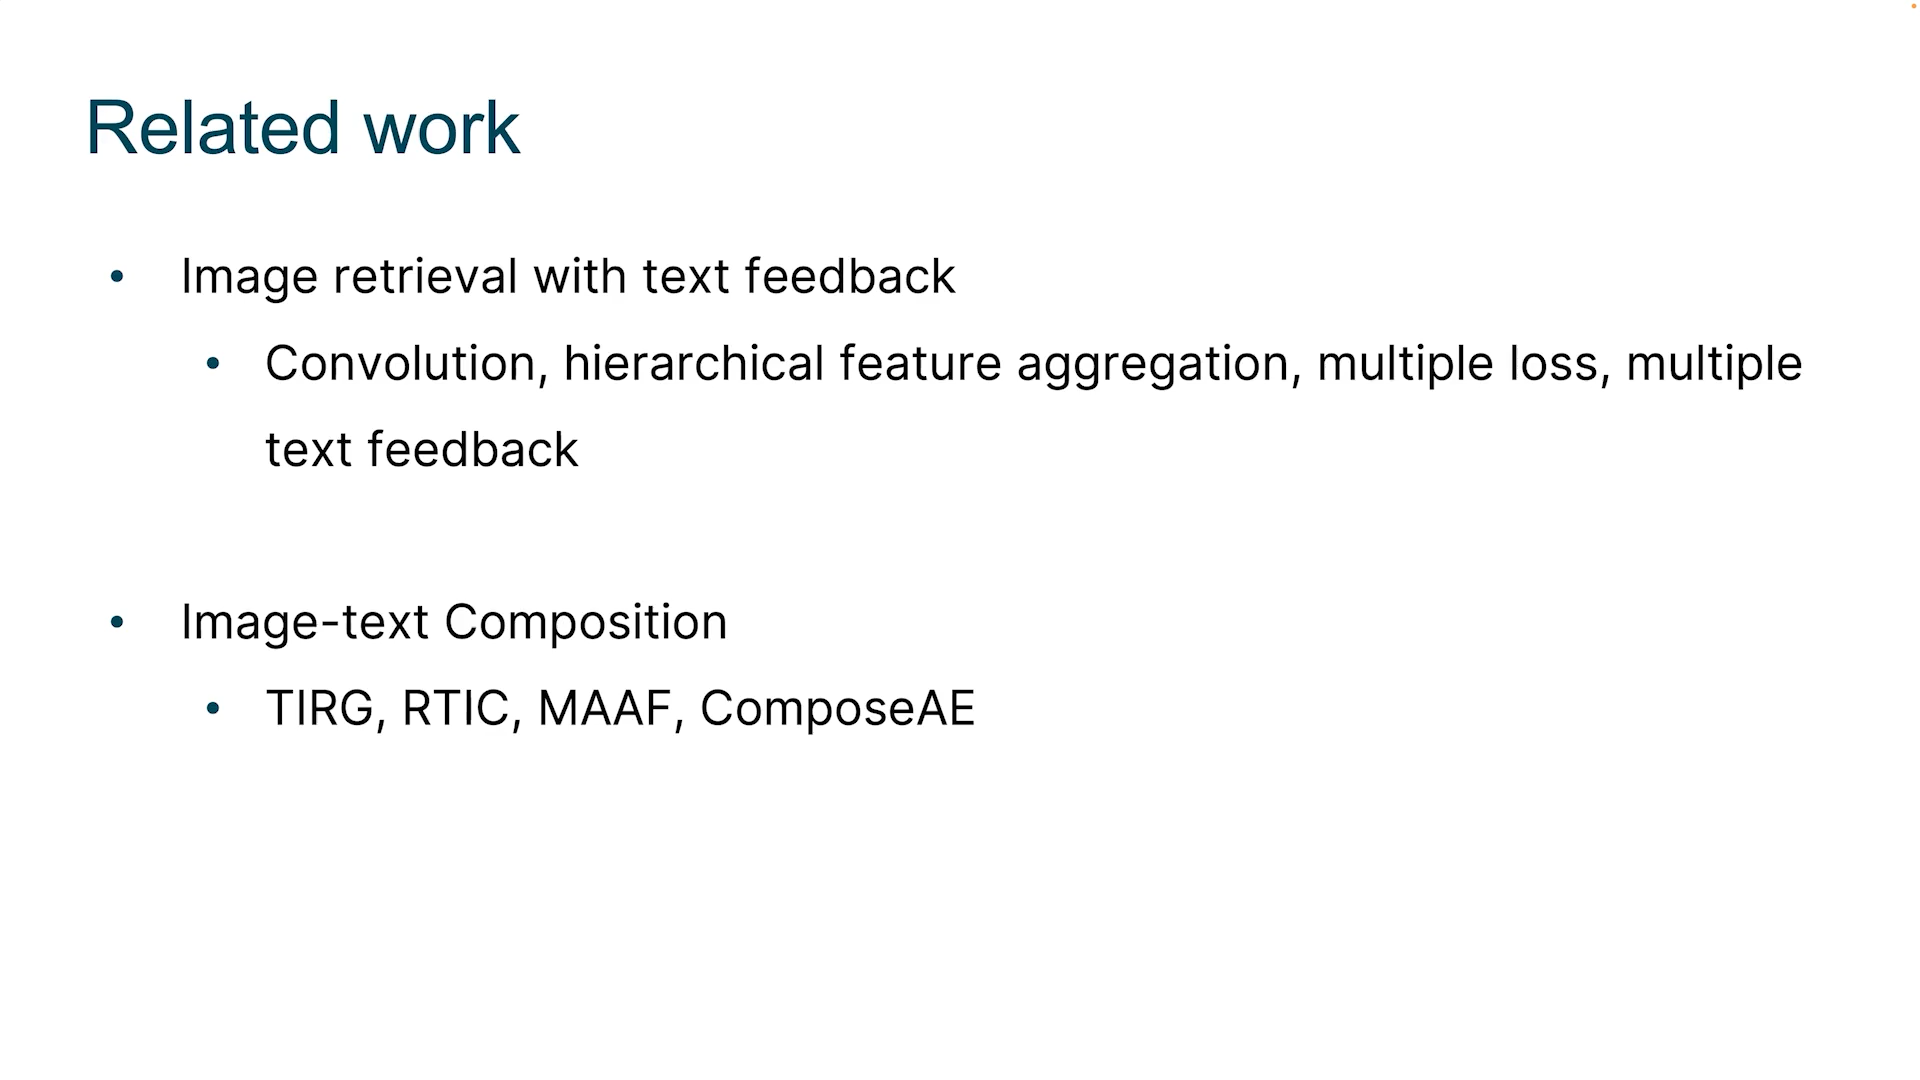 Related work
• Image retrieval with text feedback
• Convolution, hierarchical feature aggregation, multiple loss, multiple
text feedback
• Image-text Composition
• TIRG, RTIC, MAAF, ComposeAE